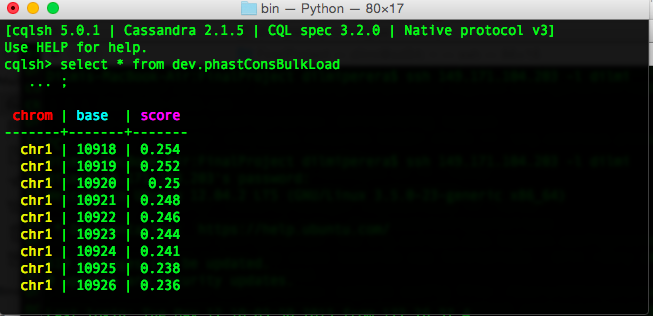 bin — Python — 80×17
[cqlsh 5.0.1 | Cassandra 2.1.5 | CQL spec 3.2.0 | Native protocol v3]
Use HELP for help.
cqlsh> select * from dev.phastConsBulkLoad
   ... ;
 chrom | base  | score
-------+-------+-------
  chr1 | 10918 | 0.254
  chr1 | 10919 | 0.252
  chr1 | 10920 |  0.25
  chr1 | 10921 | 0.248
  chr1 | 10922 | 0.246
  chr1 | 10923 | 0.244
  chr1 | 10924 | 0.241
  chr1 | 10925 | 0.238
  chr1 | 10926 | 0.236